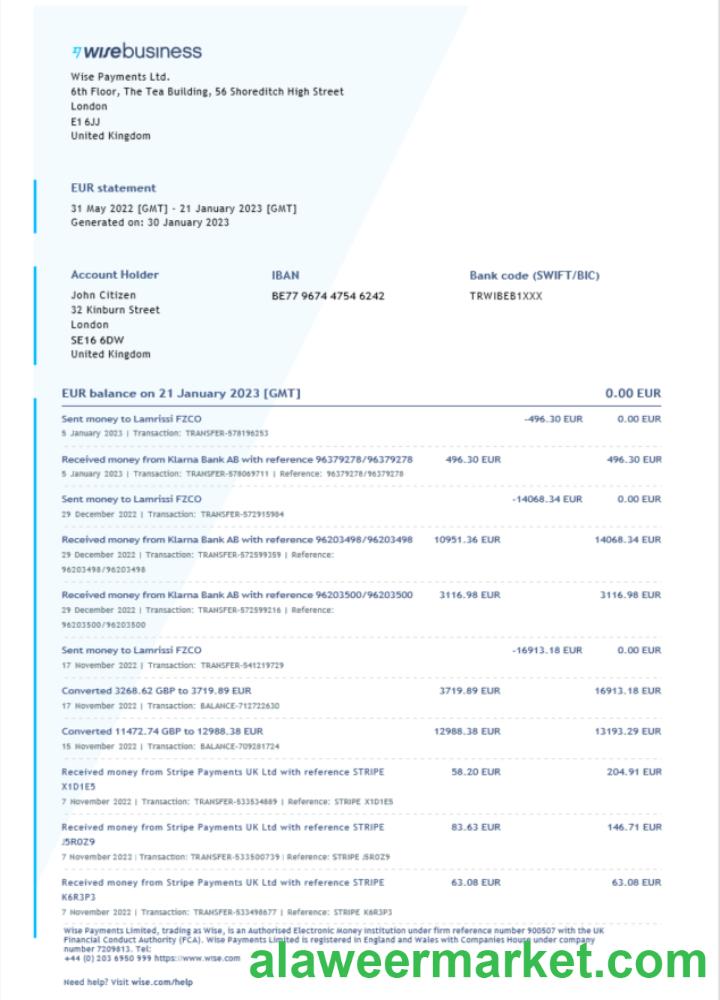 wisebusiness
Wise Payments Ltd.
6th Floor, The Tea Building, 56 Shoreditch High Street
London
E1 6JJ
United Kingdom
EUR statement
31 May 2022 [GMT] - 21 January 2023 [GMT]
Generated on: 30 January 2023
Account Holder IBAN Bank code (SWIFT/BIC)
John Citizen BE77 9674 4754 6242 TRWIBEB1XXX
32 Kinburn Street
London
SE16 6DW
United Kingdom
EUR balance on 21 January 2023 [GMT] 0.00 EUR
Sent money to Lamrissi FZCO -496.30 EUR 0.00 EUR
5 January 2023 | Transaction: TRANSFER-578196253
Received money from Klarna Bank AB with reference 96379278/96379278 496.30 EUR 496.30 EUR
5 January 2023 | Transaction: TRANSFER-578069711 | Reference: 96379278/96379278
Sent money to Lamrissi FZCO -14068.34 EUR 0.00 EUR
29 December 2022 | Transaction: TRANSFER-572915984
Received money from Klarna Bank AB with reference 96203498/96203498 10951.36 EUR 14068.34 EUR
29 December 2022 | Transaction: TRANSFER-572599359 | Reference:
96203498/96203498
Received money from Klarna Bank AB with reference 96203500/96203500 3116.98 EUR 3116.98 EUR
29 December 2022 | Transaction: TRANSFER-572599216 | Reference:
96203500/96203500
Sent money to Lamrissi FZCO -16913.18 EUR 0.00 EUR
17 November 2022 | Transaction: TRANSFER-541219729
Converted 3268.62 GBP to 3719.89 EUR 3719.89 EUR 16913.18 EUR
17 November 2022 | Transaction: BALANCE-712722630
Converted 11472.74 GBP to 12988.38 EUR 12988.38 EUR 13193.29 EUR
15 November 2022 | Transaction: BALANCE-709281724
Received money from Stripe Payments UK Ltd with reference STRIPE 58.20 EUR 204.91 EUR
X1D1E5
7 November 2022 | Transaction: TRANSFER-533534889 | Reference: STRIPE X1D1E5
Received money from Stripe Payments UK Ltd with reference STRIPE 83.63 EUR 146.71 EUR
J5R0Z9
7 November 2022 | Transaction: TRANSFER-533500739 | Reference: STRIPE J5R0Z9
Received money from Stripe Payments UK Ltd with reference STRIPE 63.08 EUR 63.08 EUR
K6R3P3
7 November 2022 | Transaction: TRANSFER-533498677 | Reference: STRIPE K6R3P3
Wise Payments Limited, trading as Wise, is an Authorised Electronic Money Institution under firm reference number 900507 with the UK
Financial Conduct Authority (FCA). Wise Payments Limited is registered in England and Wales with Companies House under company
number 7209813. Tel:
+44 (0) 203 6950 999 https://www.wise.com
Need help? Visit wise.com/help
alaweermarket.com